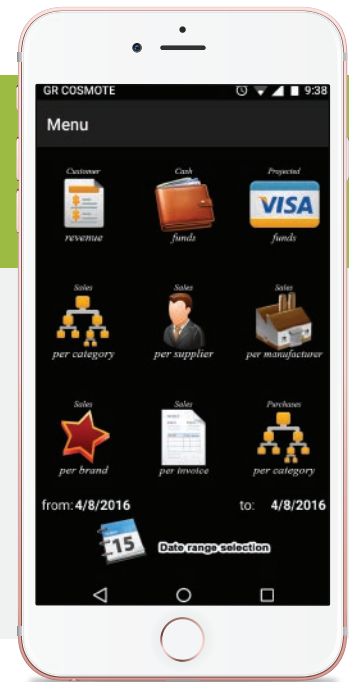 GR COSMOTE 9:38
Menu
Customer Cash Projected
VISA
revenue funds funds
Sales Sales Sales
per category per supplier per manufacturer
Sales Sales Purchases
per brand per invoice per category
from: 4/8/2016 to: 4/8/2016
15 Date range selection